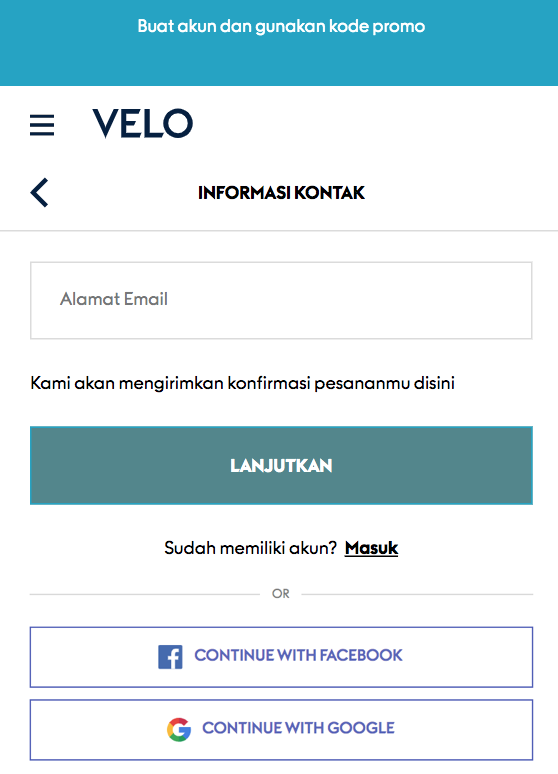 Buat akun dan gunakan kode promo
VELO
INFORMASI KONTAK
Alamat Email
Kami akan mengirimkan konfirmasi pesananmu disini
LANJUTKAN
Sudah memiliki akun? Masuk
OR
CONTINUE WITH FACEBOOK
CONTINUE WITH GOOGLE